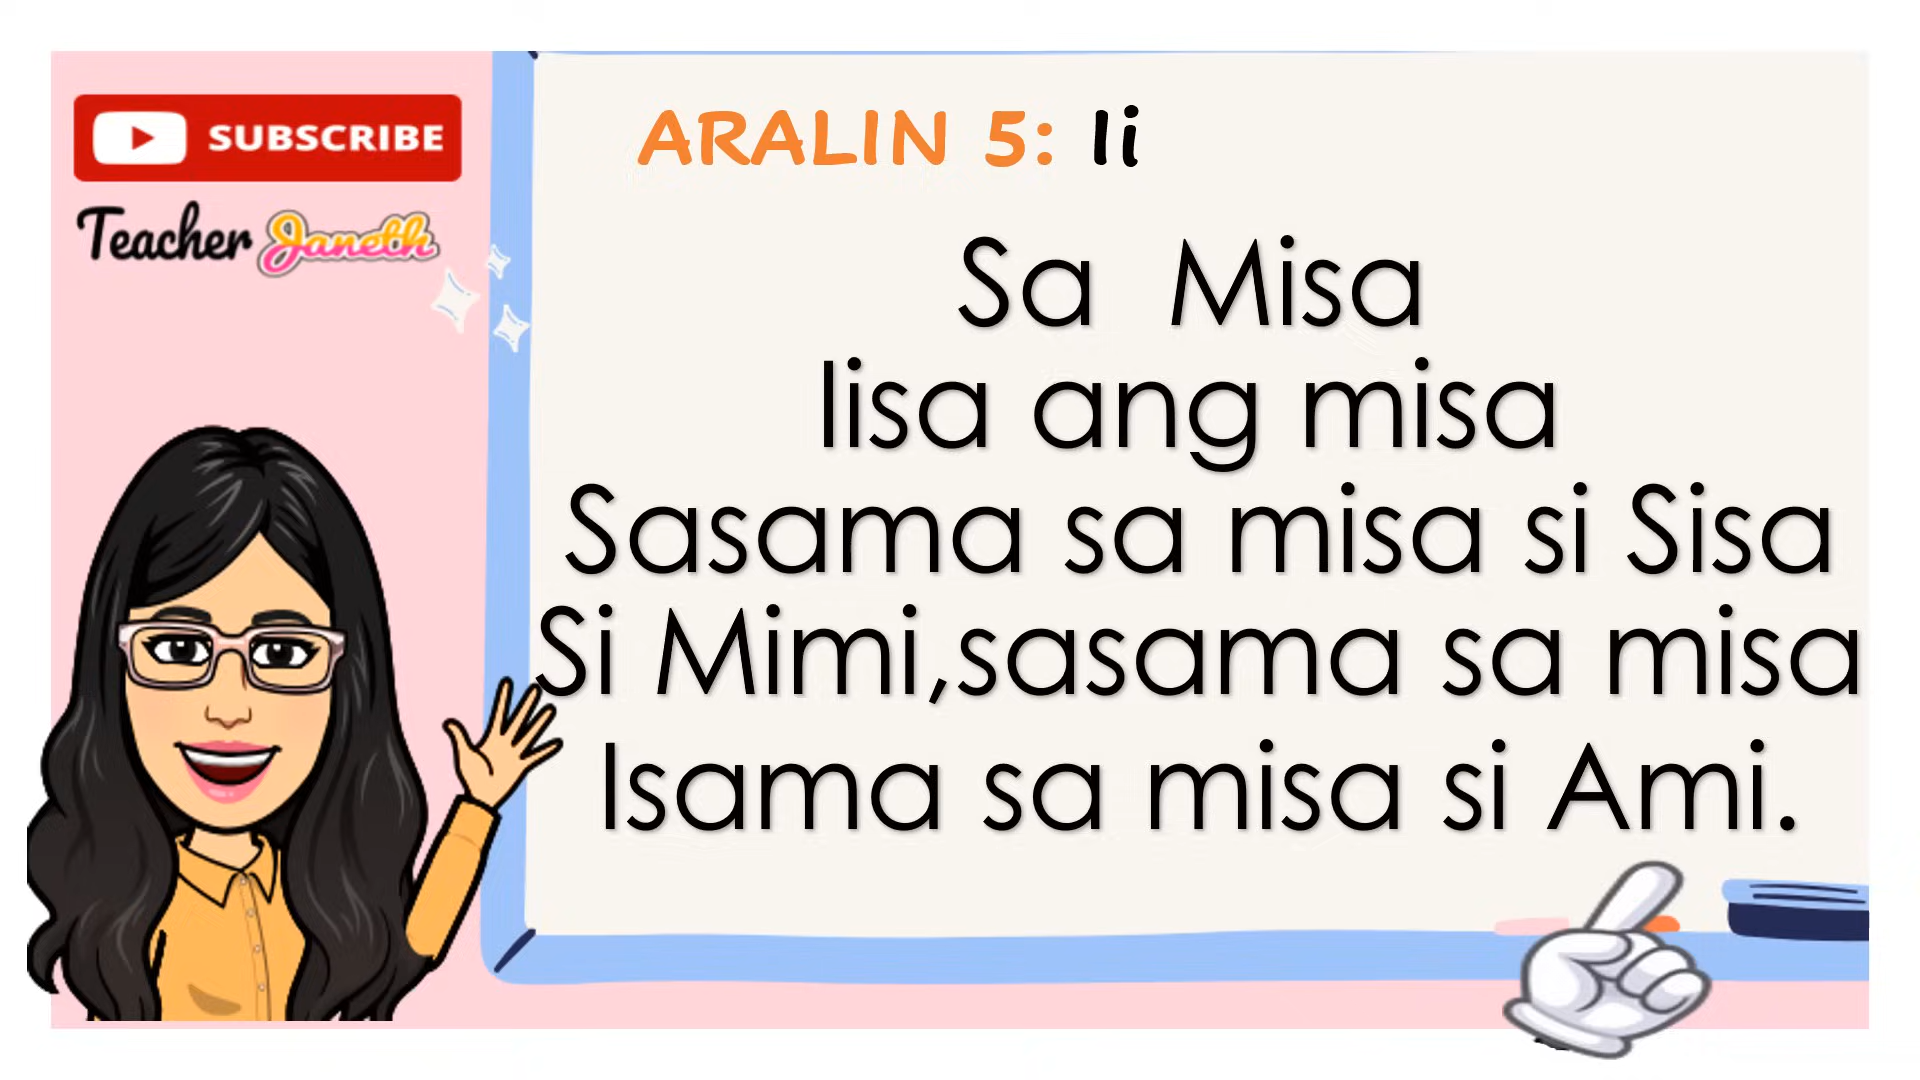 SUBSCRIBE
Teacher Janeth
ARALIN 5: Ii
Sa Misa
Iisa ang misa
Sasama sa misa si Sisa
Si Mimi,sasama sa misa
Isama sa misa si Ami.